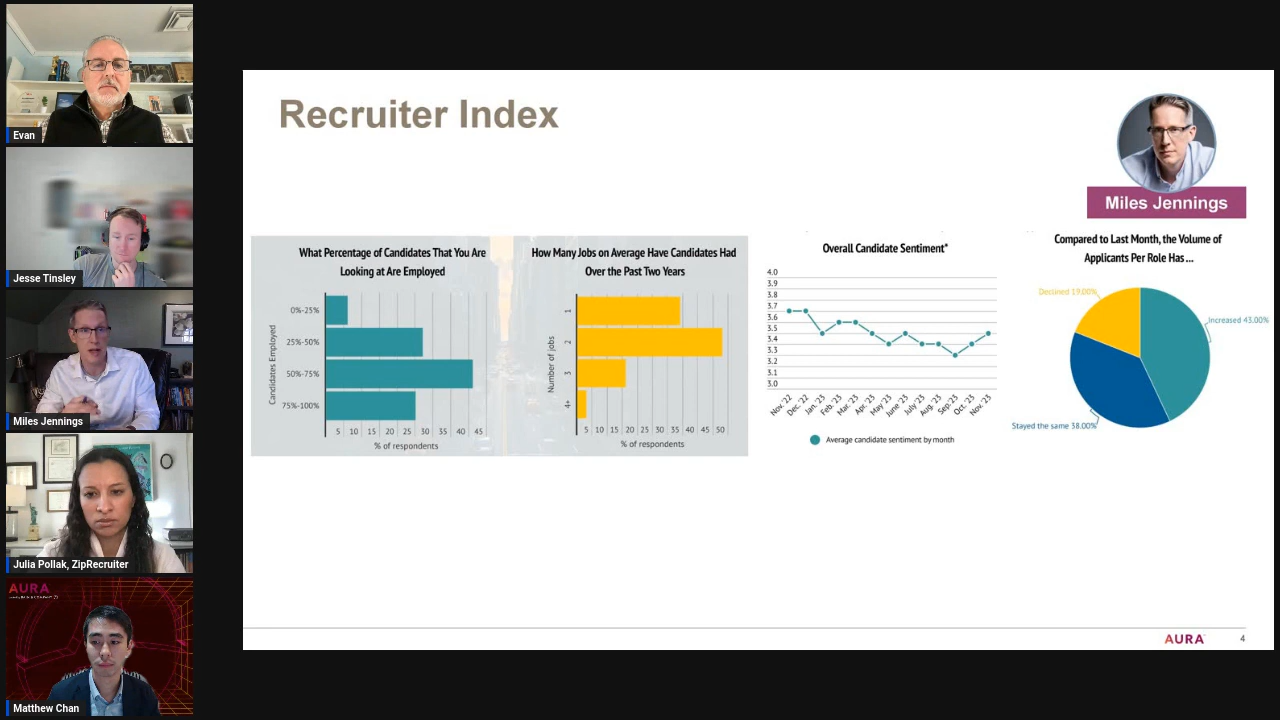 Evan
Jesse Tinsley
Miles Jennings
Julia Pollak, ZipRecruiter
AURA
Matthew Chan
Recruiter Index
Miles Jennings
What Percentage of Candidates That You Are
Looking at Are Employed
Candidates Employed
0%-25%
25%-50%
50%-75%
75%-100%
5 10 15 20 25 30 35 40 45
% of respondents
How Many Jobs on Average Have Candidates Had
Over the Past Two Years
Number of jobs
1
2
3
4+
5 10 15 20 25 30 35 40 45 50
% of respondents
Overall Candidate Sentiment*
4.0
3.9
3.8
3.7
3.6
3.5
3.4
3.3
3.2
3.1
3.0
Nov. '22 Dec. '22 Jan. '23 Feb. '23 Mar. '23 Apr. '23 May '23 June '23 July '23 Aug. '23 Sep. '23 Oct. '23 Nov. '23
Average candidate sentiment by month
Compared to Last Month, the Volume of
Applicants Per Role Has ...
Declined 19.00%
Increased 43.00%
Stayed the same 38.00%
AURA
4